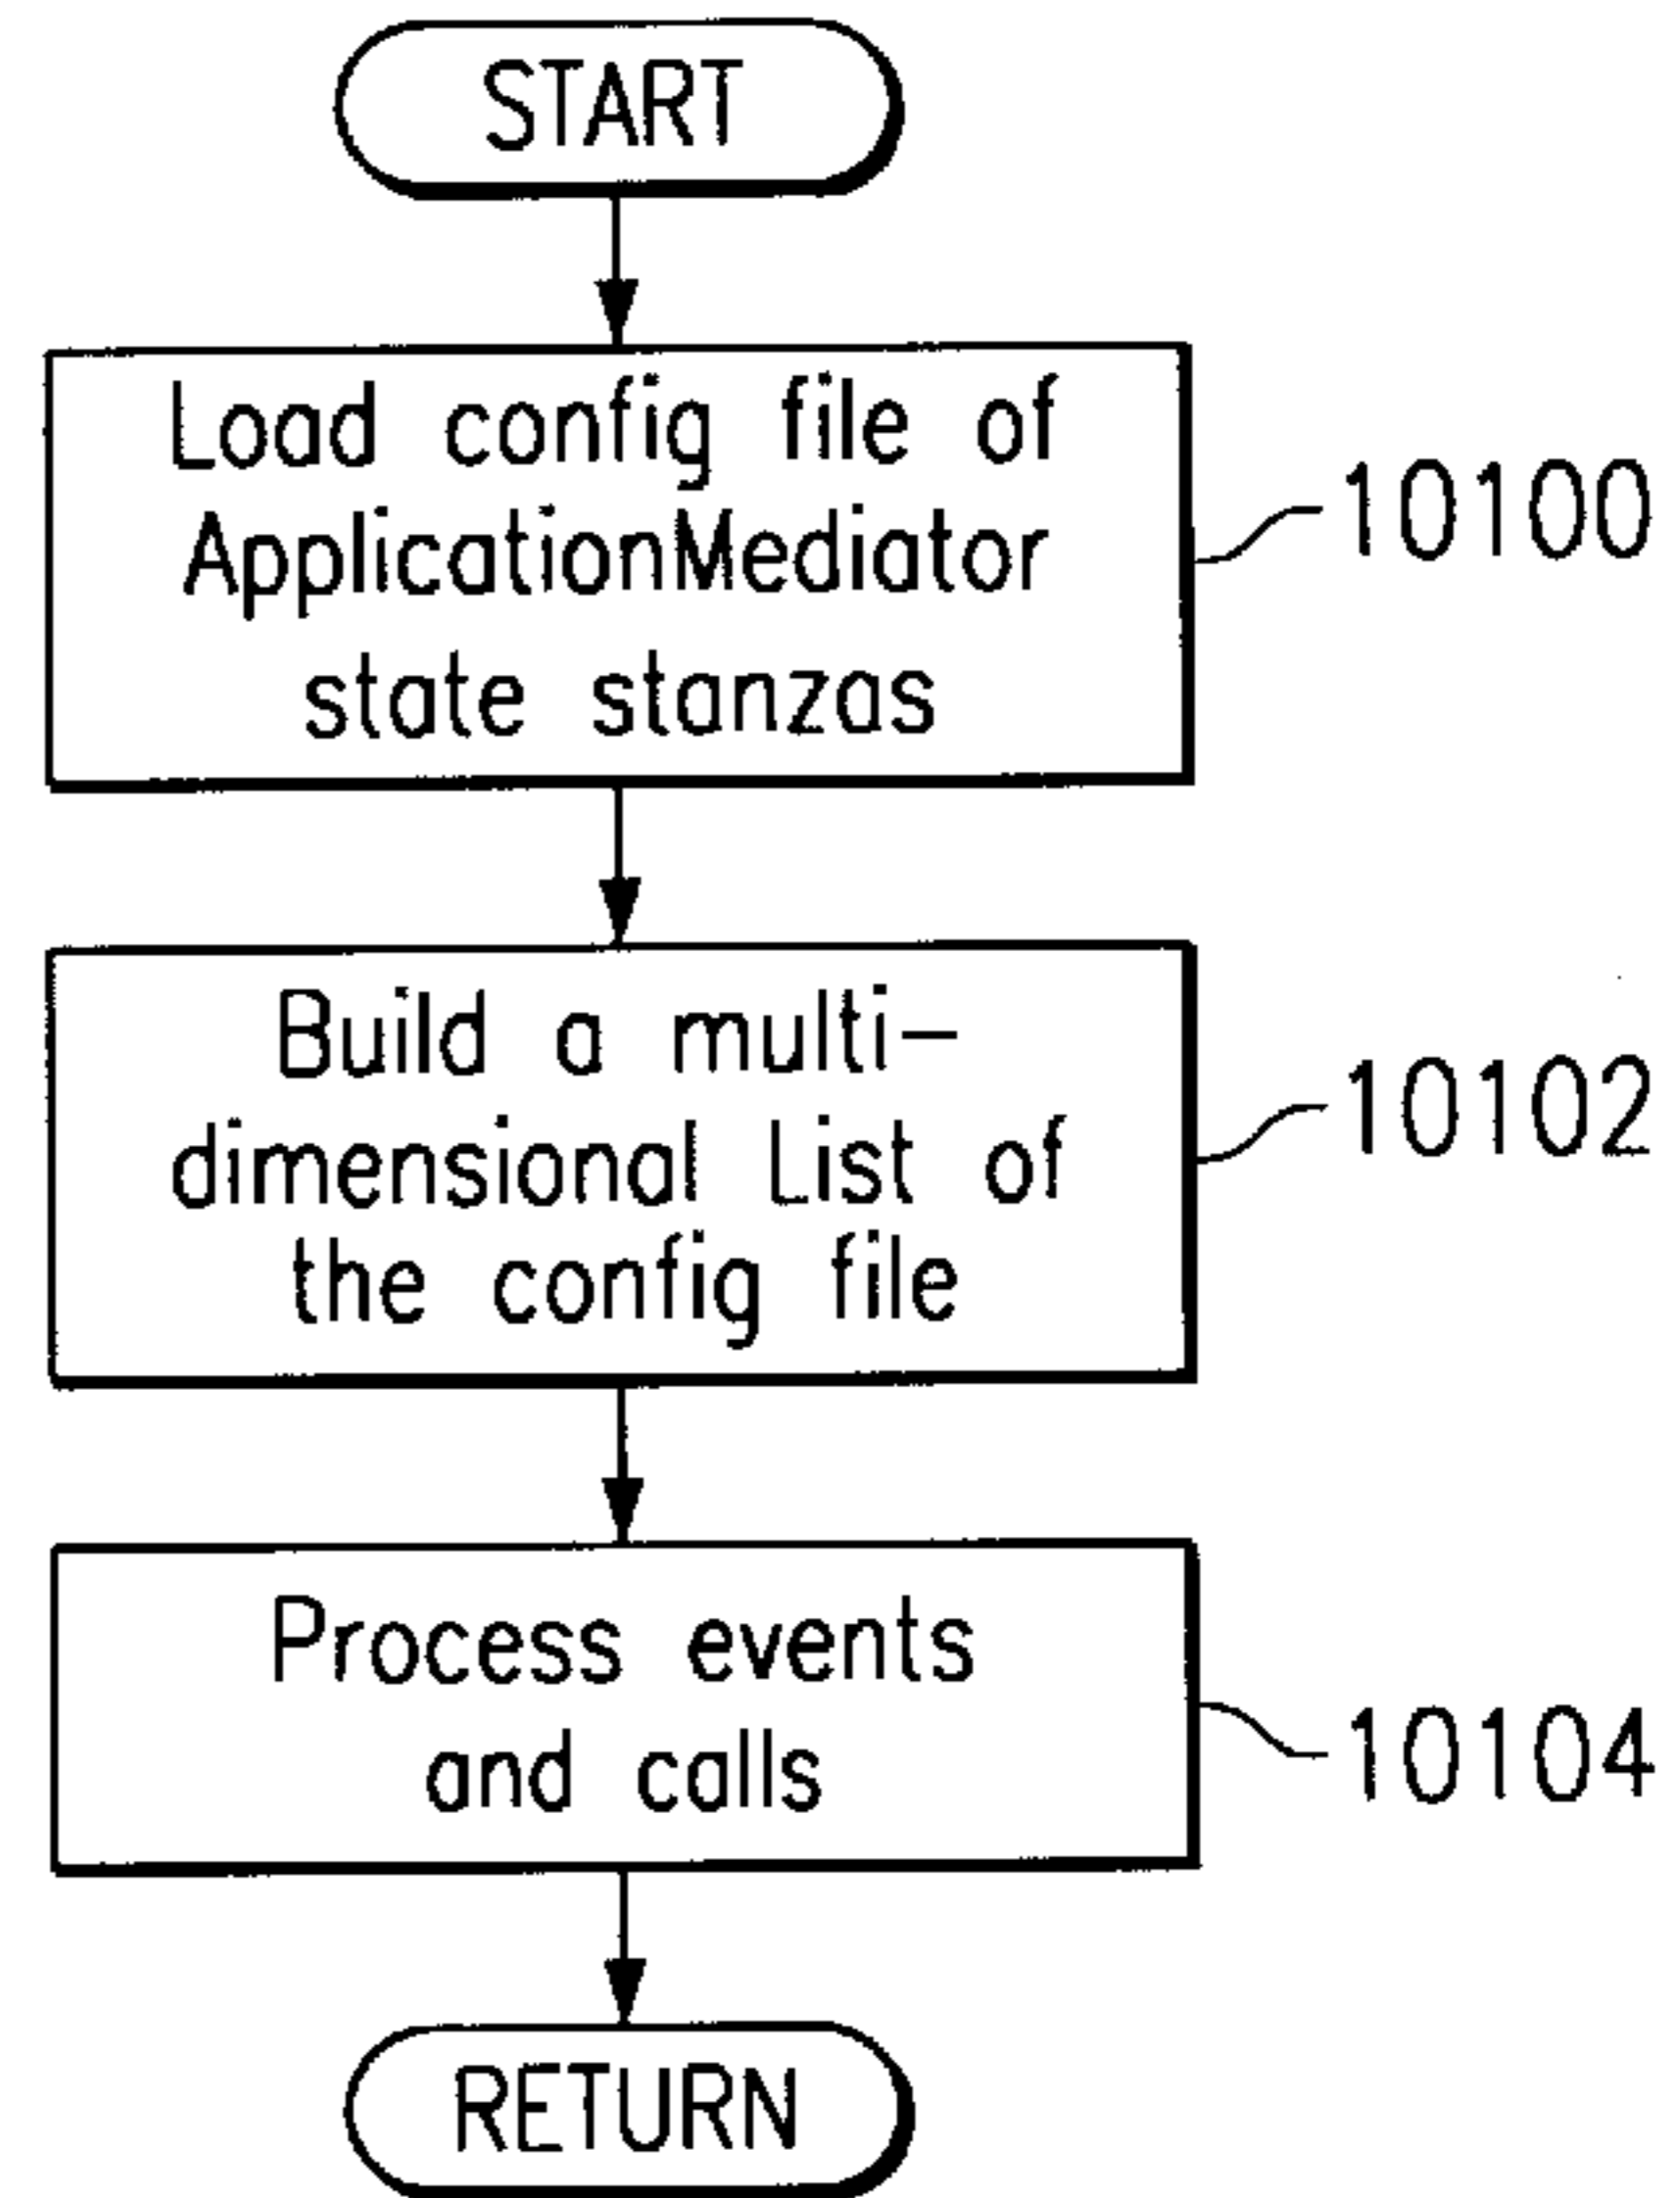 START
Load config file of
ApplicationMediator
state stanzas
10100
Build a multi-
dimensional List of
the config file
10102
Process events
and calls
10104
RETURN